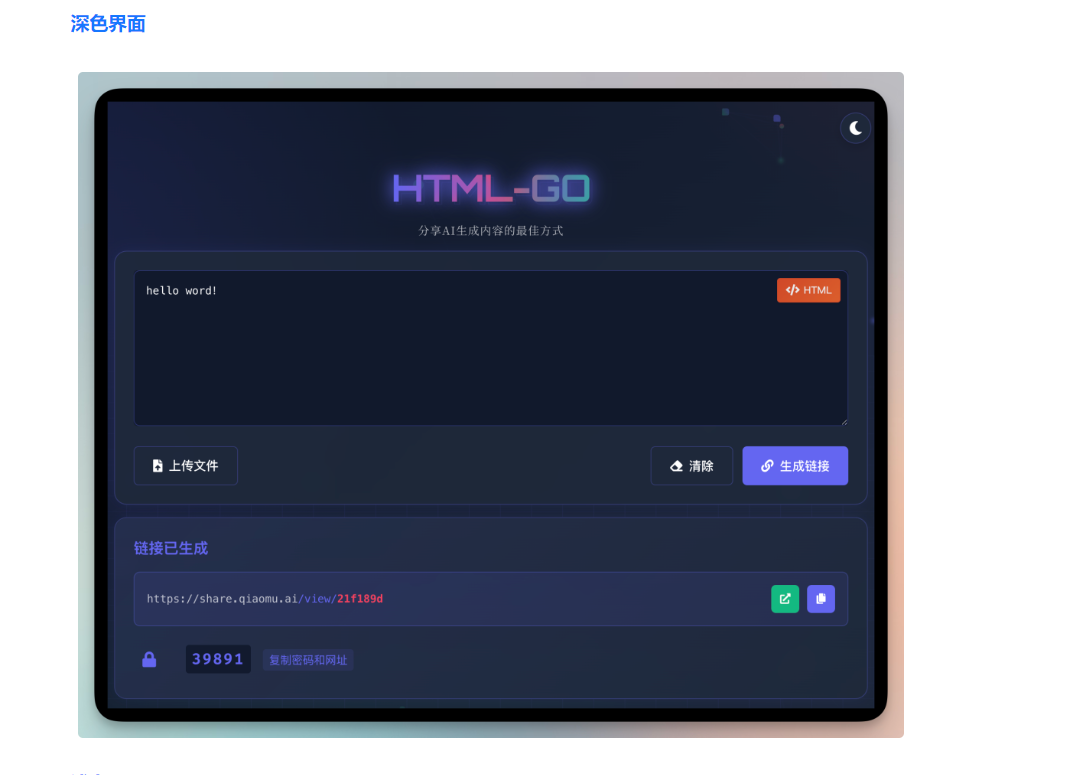 深色界面
HTML-GO
分享AI生成内容的最佳方式
hello word!
HTML
上传文件
清除
生成链接
链接已生成
https://share.qiaomu.ai/view/21f189d
39891
复制密码和网址